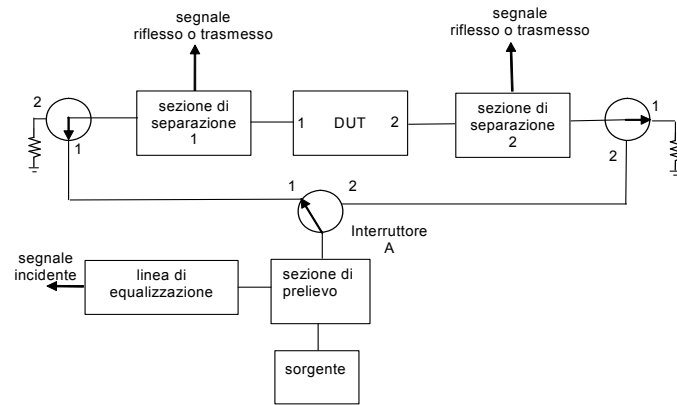 segnale
riflesso o trasmesso
segnale
riflesso o trasmesso
2
1
sezione di
separazione
1
1
DUT
2
sezione di
separazione
2
1
2
1
2
Interruttore
A
segnale
incidente
linea di
equalizzazione
sezione di
prelievo
sorgente